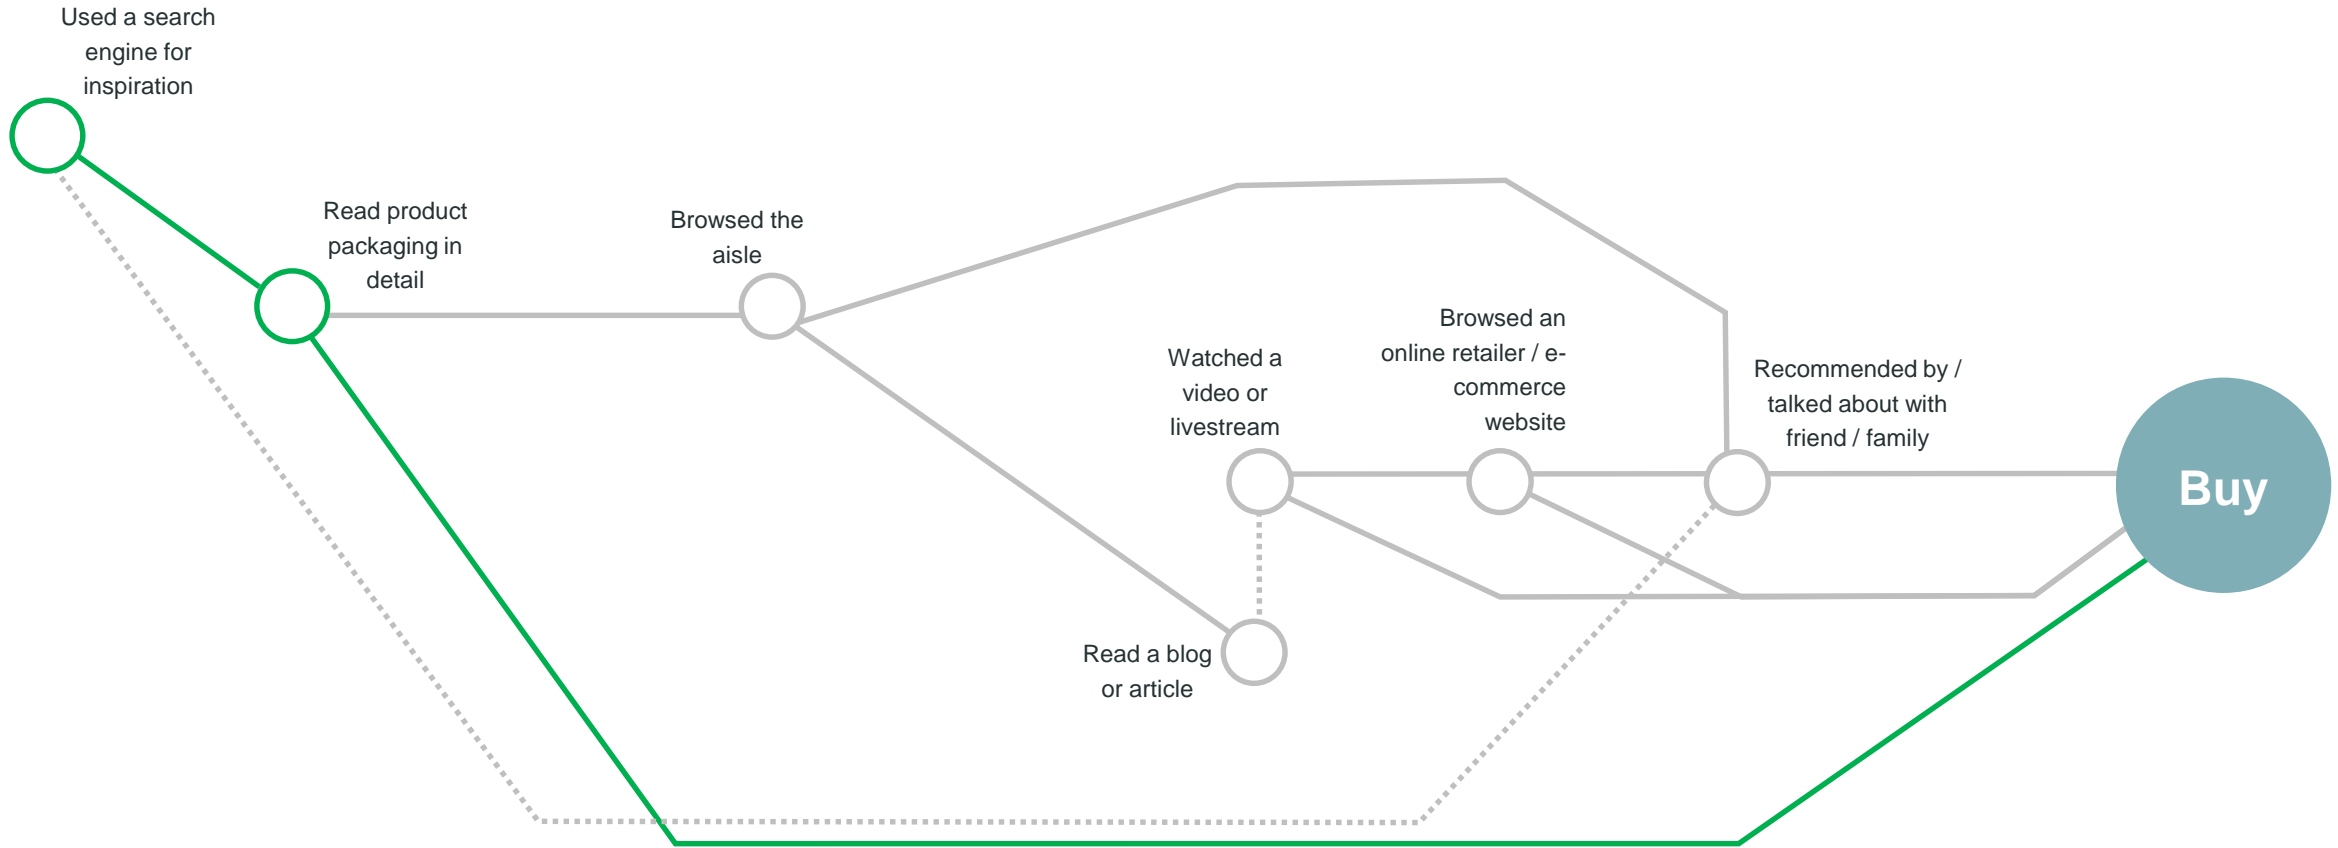 Used a search
engine for
inspiration
Read product
packaging in
detail
Browsed the
aisle
Watched a
video or
livestream
Browsed an
online retailer / e-
commerce
website
Recommended by /
talked about with
friend / family
Buy
Read a blog
or article